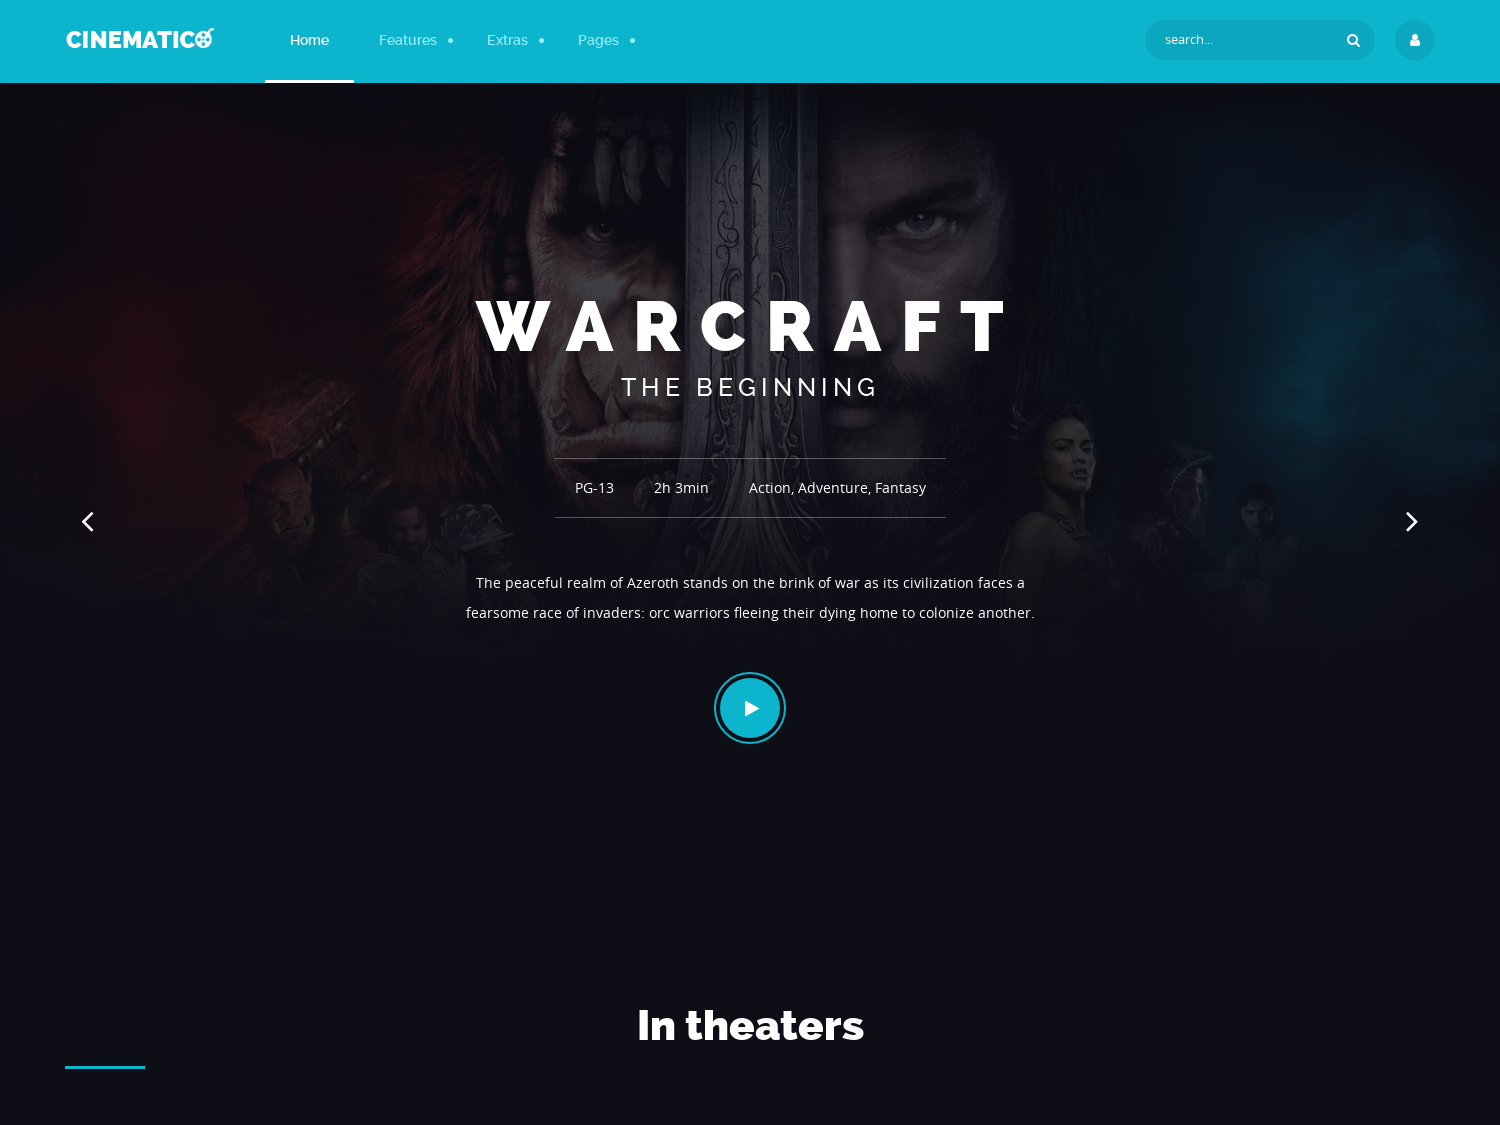 CINEMATICO
Home
Features
Extras
Pages
search...
WARCRAFT
THE BEGINNING
PG-13 2h 3min Action, Adventure, Fantasy
The peaceful realm of Azeroth stands on the brink of war as its civilization faces a
fearsome race of invaders: orc warriors fleeing their dying home to colonize another.
In theaters